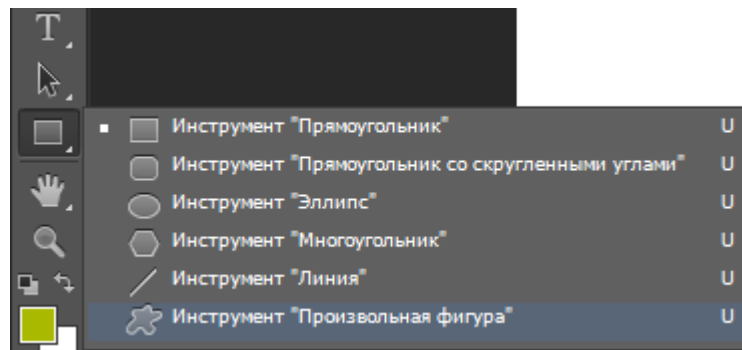 T
Инструмент "Прямоугольник" U
Инструмент "Прямоугольник со скругленными углами" U
Инструмент "Эллипс" U
Инструмент "Многоугольник" U
Инструмент "Линия" U
Инструмент "Произвольная фигура" U